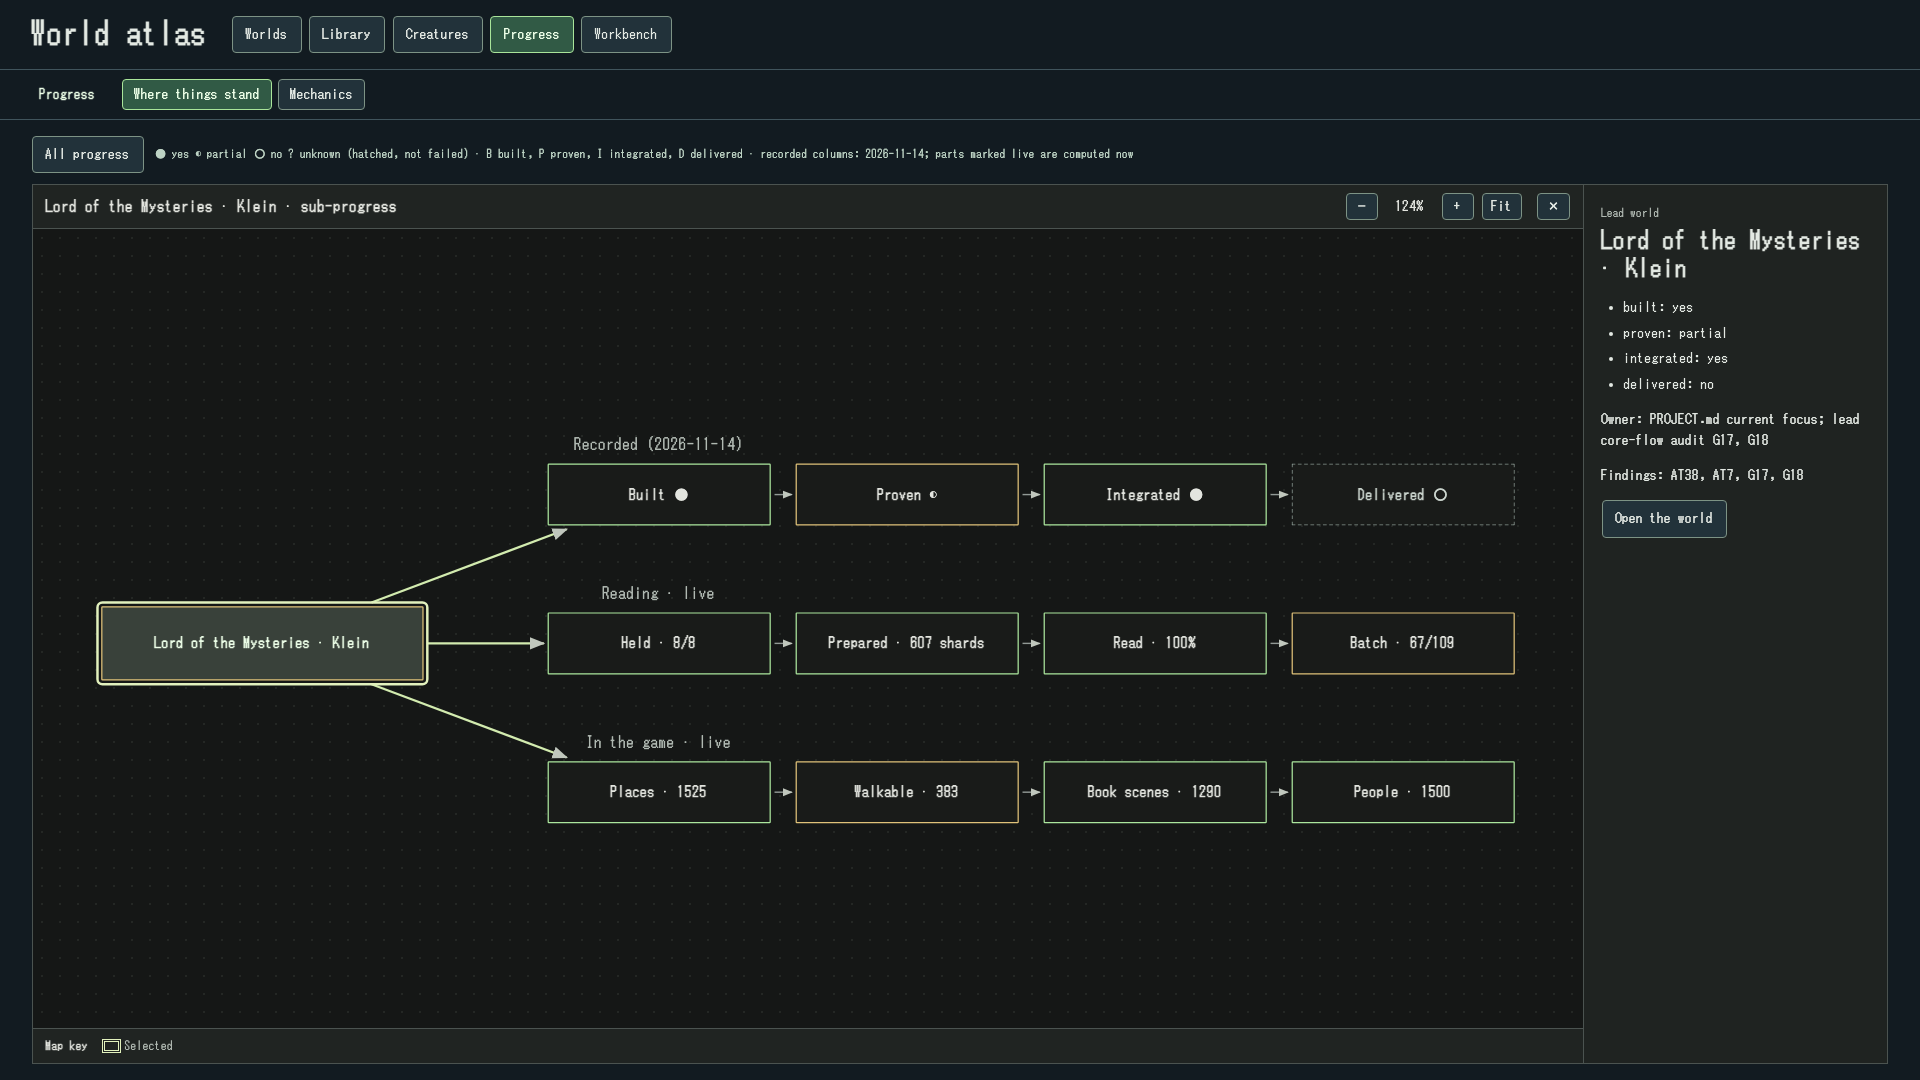 World atlas
Worlds
Library
Creatures
Progress
Workbench
Progress
Where things stand
Mechanics
All progress
● yes ◐ partial ○ no ? unknown (hatched, not failed) · B built, P proven, I integrated, D delivered · recorded columns: 2026-11-14; parts marked live are computed now
Lord of the Mysteries · Klein · sub-progress
−
124%
+
Fit
×
Recorded (2026-11-14)
Built ●
Proven ◐
Integrated ●
Delivered ○
Reading · live
Lord of the Mysteries · Klein
Held · 8/8
Prepared · 607 shards
Read · 100%
Batch · 67/109
In the game · live
Places · 1525
Walkable · 383
Book scenes · 1290
People · 1500
Map key
Selected
Lead world
Lord of the Mysteries
· Klein
• built: yes
• proven: partial
• integrated: yes
• delivered: no
Owner: PROJECT.md current focus; lead
core-flow audit G17, G18
Findings: AT38, AT7, G17, G18
Open the world